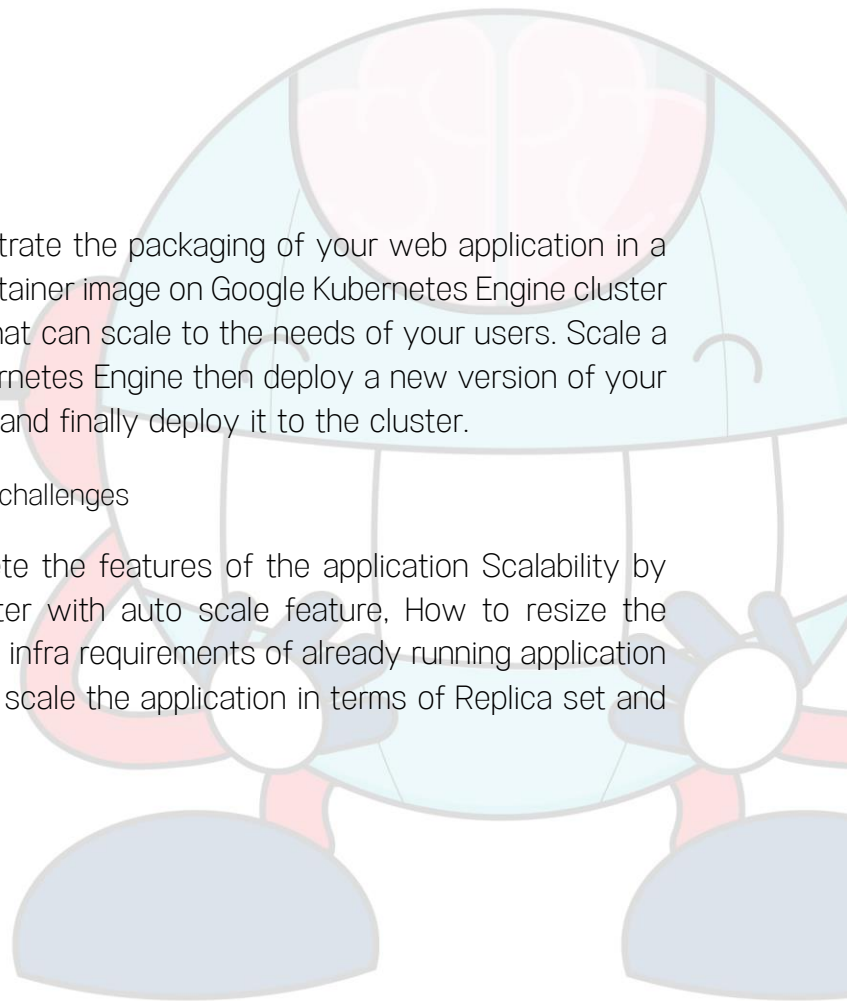 trate the packaging of your web application in a
tainer image on Google Kubernetes Engine cluster
hat can scale to the needs of your users. Scale a
rnetes Engine then deploy a new version of your
and finally deploy it to the cluster.
challenges
te the features of the application Scalability by
ter with auto scale feature, How to resize the
infra requirements of already running application
scale the application in terms of Replica set and